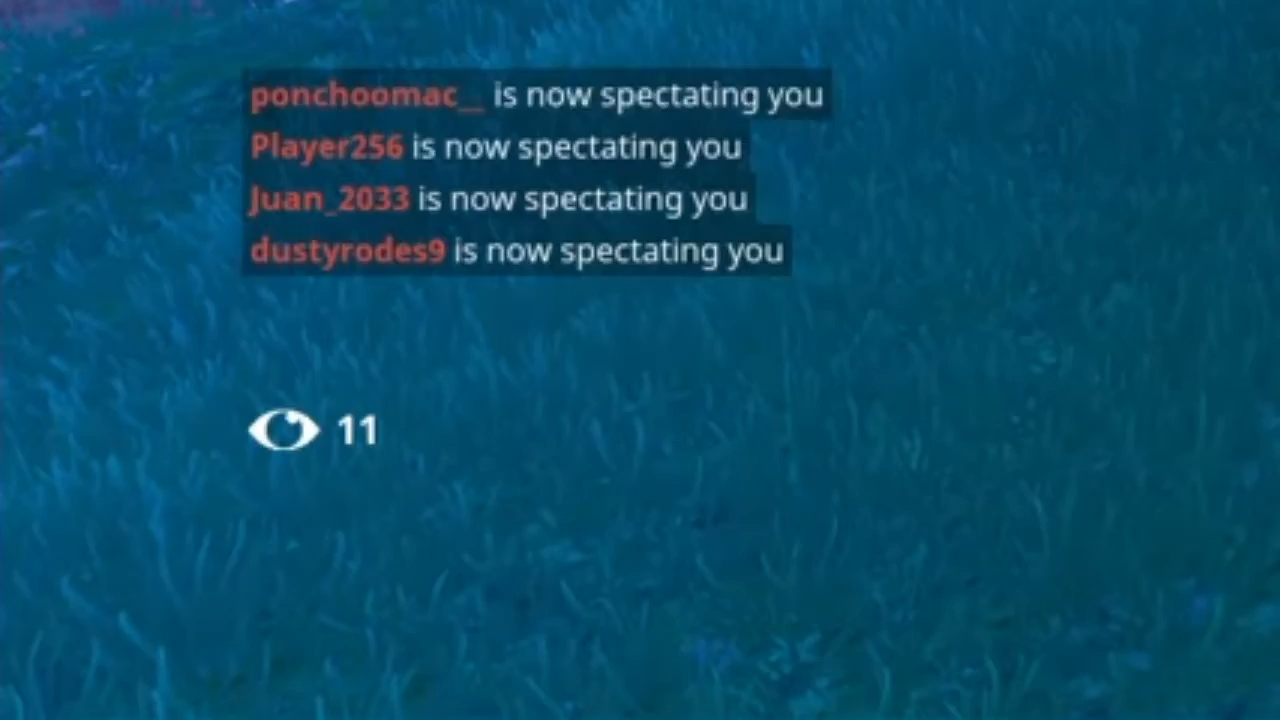 ponchoomac__ is now spectating you
Player256 is now spectating you
Juan_2033 is now spectating you
dustyrodes9 is now spectating you
11